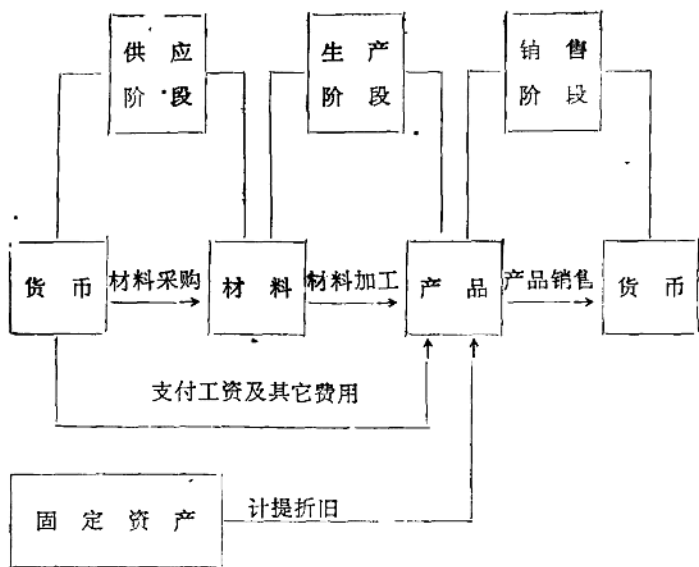 供应 生产 销售
阶段 阶段 阶段
货币 材料采购 材料 材料加工 产品 产品销售 货币
支付工资及其它费用
固定资产 计提折旧